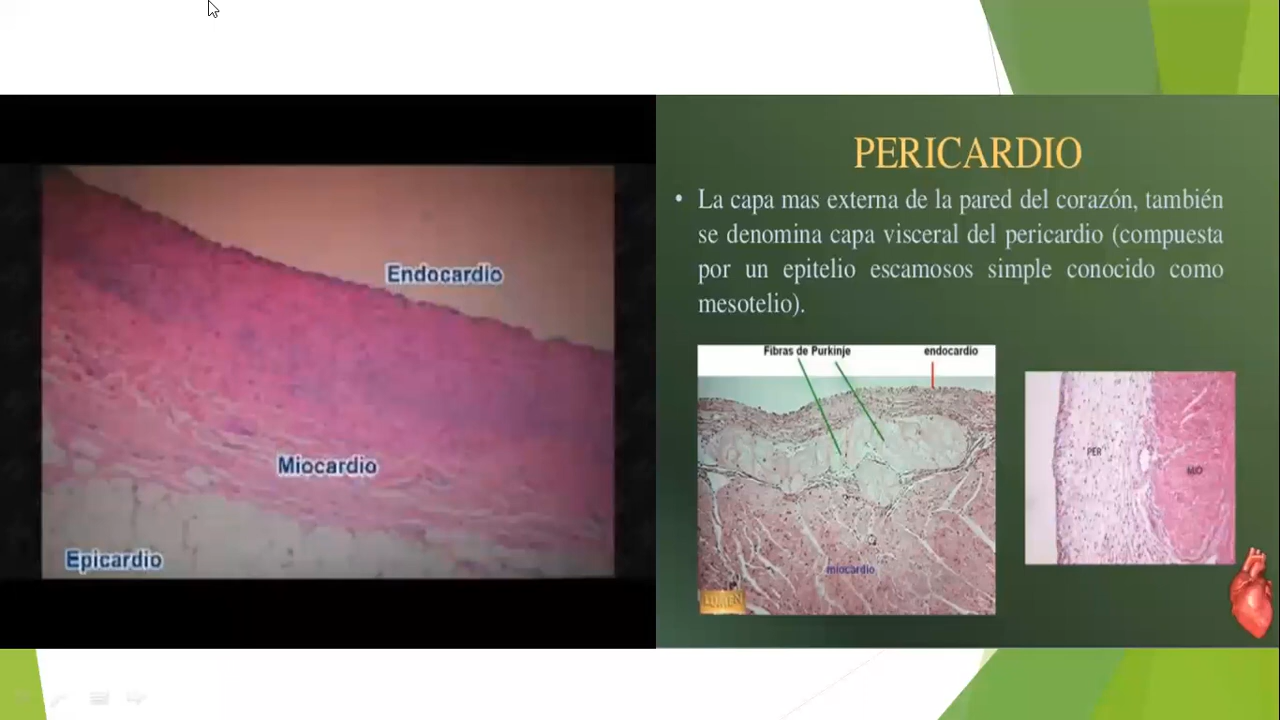 Endocardio
Miocardio
Epicardio
PERICARDIO
• La capa mas externa de la pared del corazón, también
se denomina capa visceral del pericardio (compuesta
por un epitelio escamosos simple conocido como
mesotelio).
Fibras de Purkinje
endocardio
miocardio
LUMEN
PER
MIO